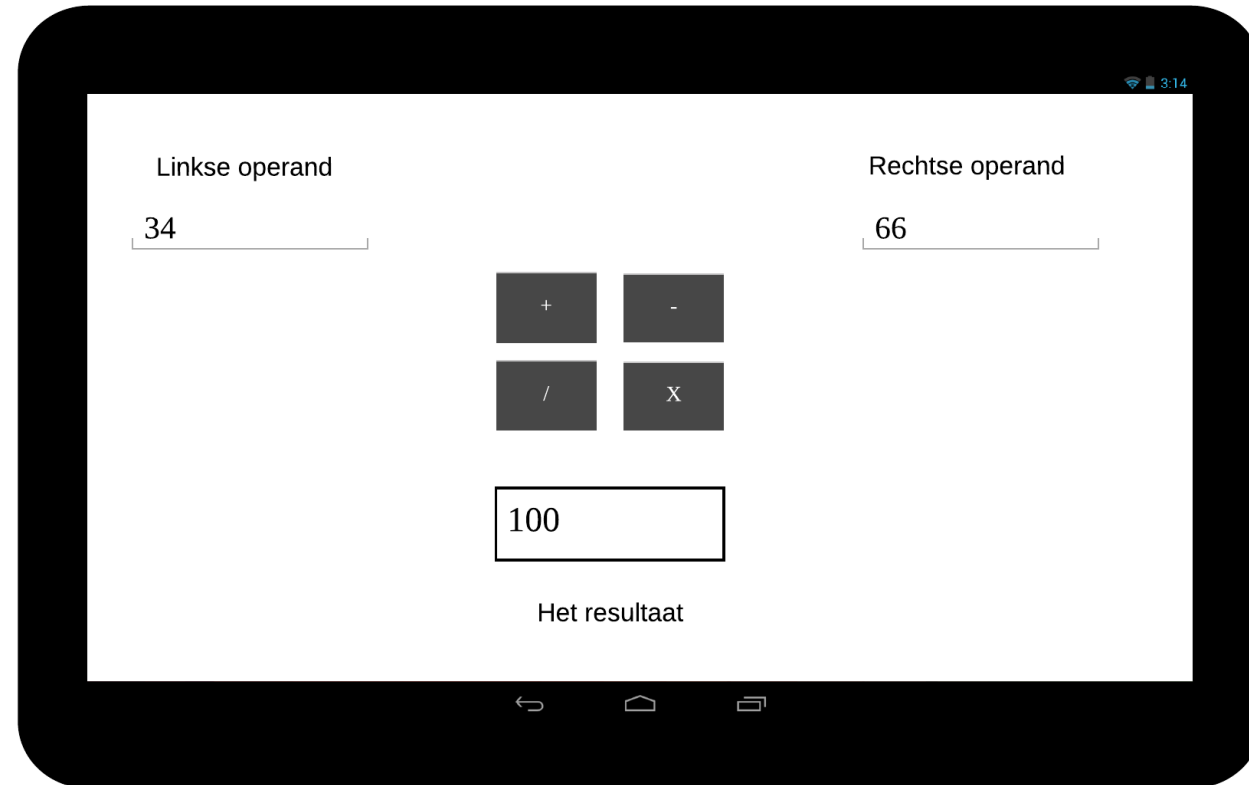 3:14
Linkse operand
Rechtse operand
34
66
+
-
/
X
100
Het resultaat